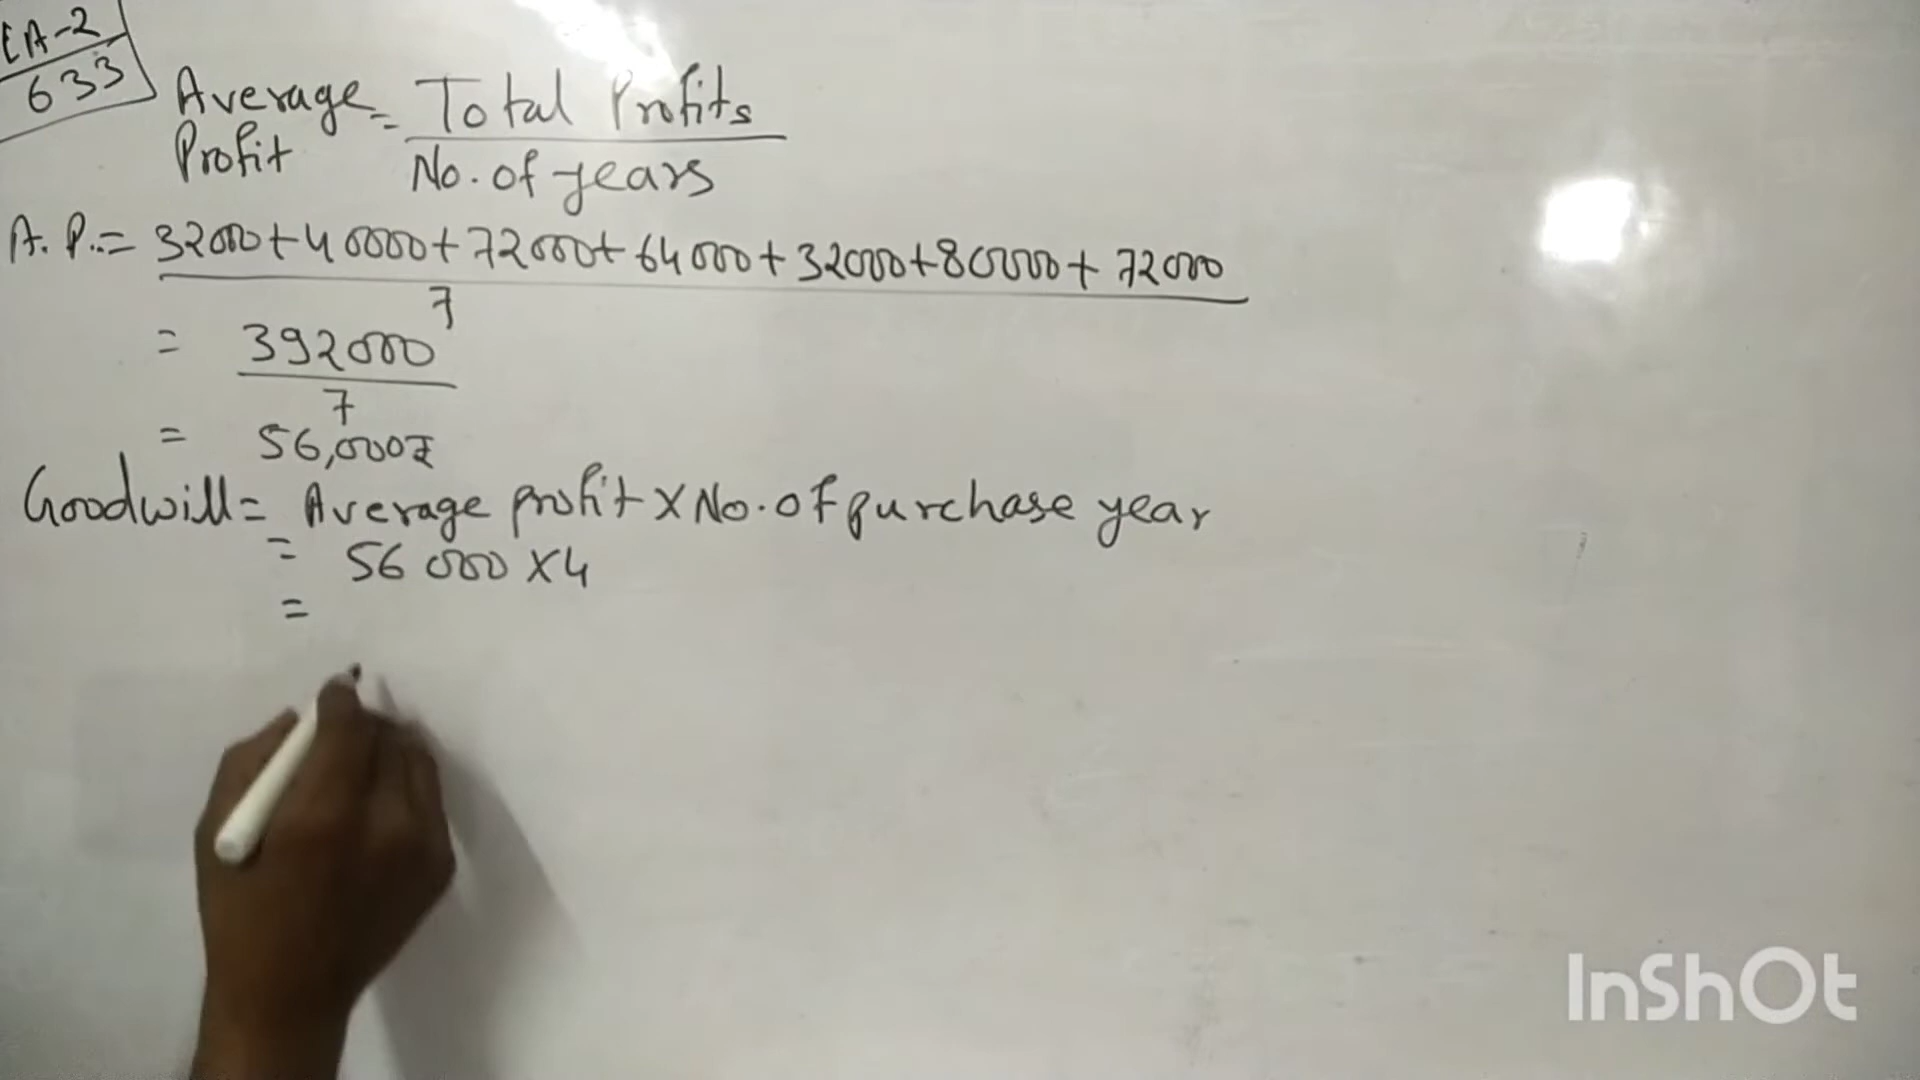 EA-2
633
Average Profit = Total Profits
No. of years
A. P. = 32000+40000+72000+64000+32000+80000+72000
7
= 392000
7
= 56,000₹
Goodwill = Average profit X No. of purchase year
= 56000 X4
=
InShOt